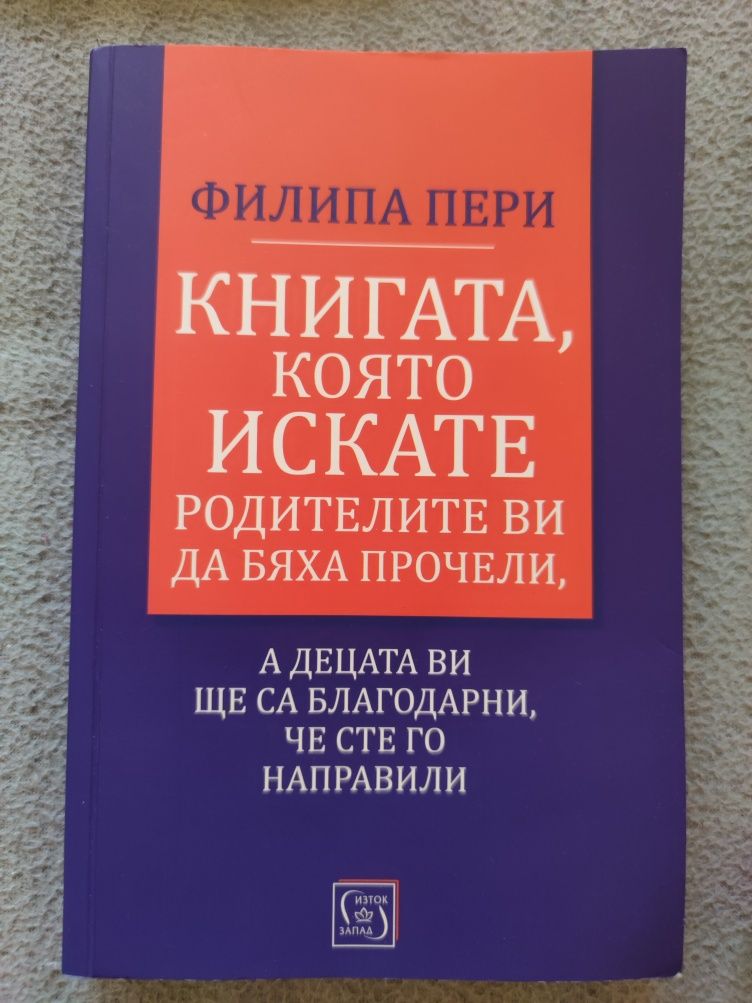 ФИЛИПА ПЕРИ
КНИГАТА,
КОЯТО
ИСКАТЕ
РОДИТЕЛИТЕ ВИ
ДА БЯХА ПРОЧЕЛИ,
А ДЕЦАТА ВИ
ЩЕ СА БЛАГОДАРНИ,
ЧЕ СТЕ ГО
НАПРАВИЛИ
ИЗТОК
ЗАПАД